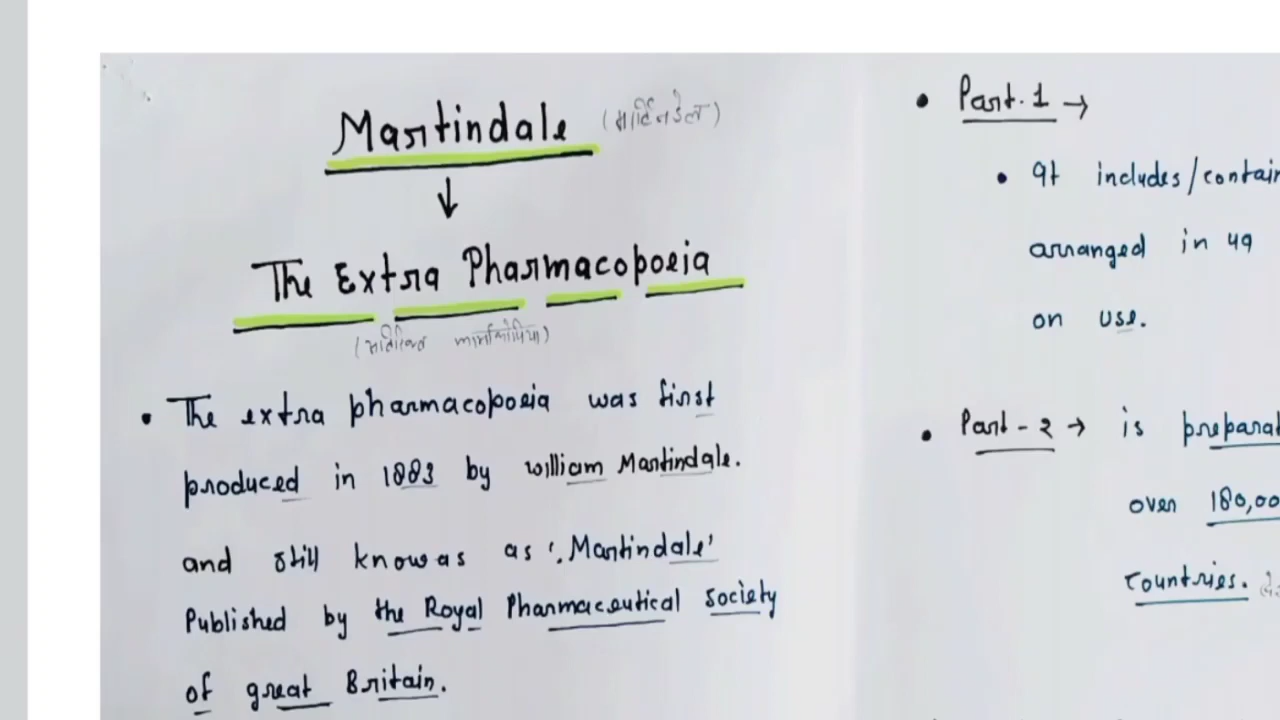 Martindale (मार्टिनडेल)
↓
The Extra Pharmacopoeia
• The extra pharmacopoeia was first
produced in 1883 by william Martindale.
and still knowas as '. Martindale'
Published by the Royal Pharmaceutical society
of great Britain.
• Part. 1 →
• It includes/contain
arranged in 49
on use.
• Part - 2 → is preparat
over 180,00
Countries.